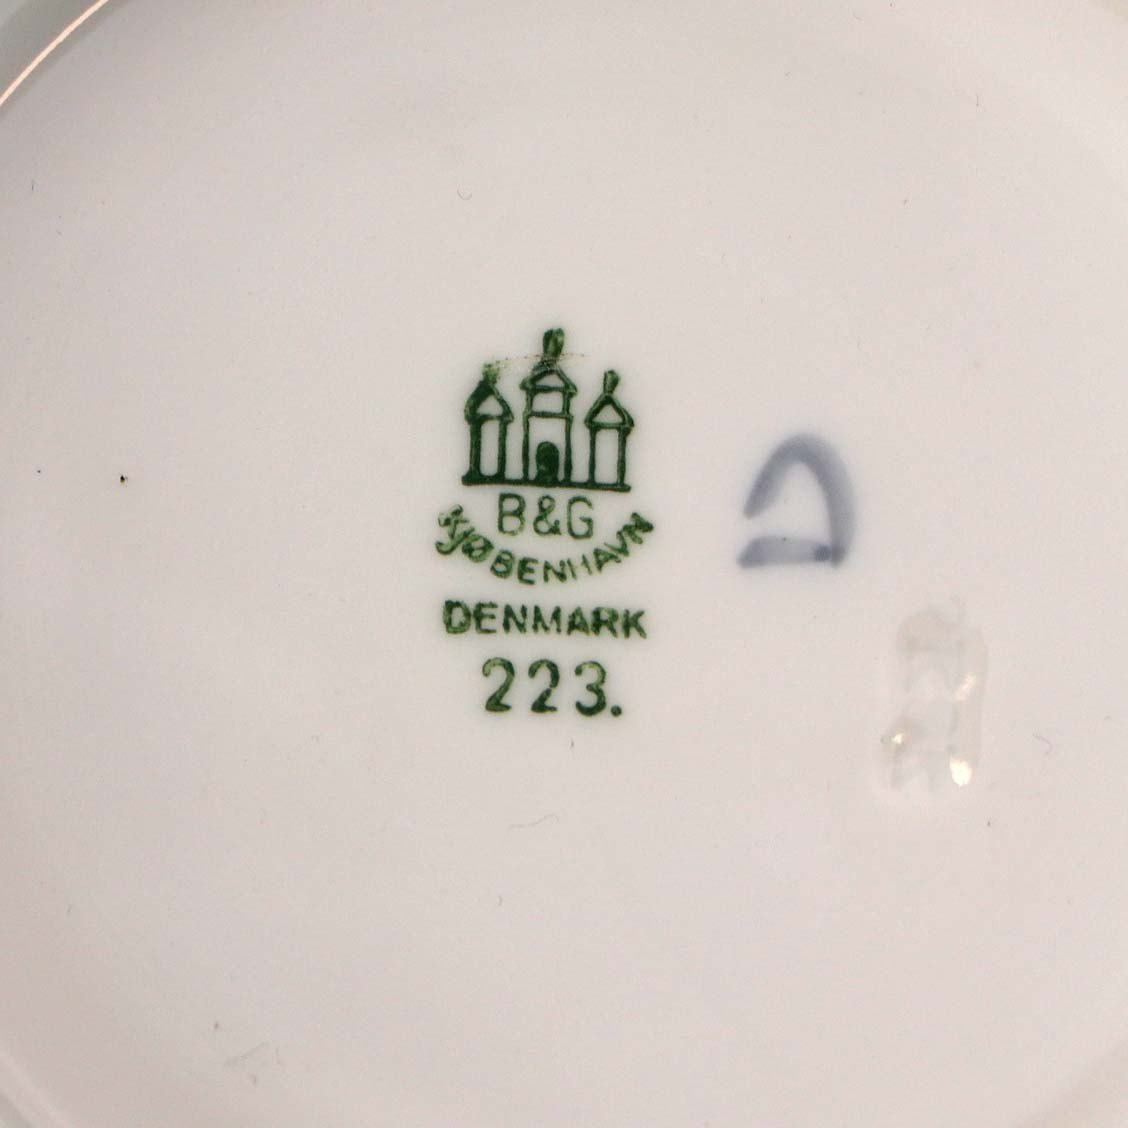 B&G
KJØBENHAVN
DENMARK
223.